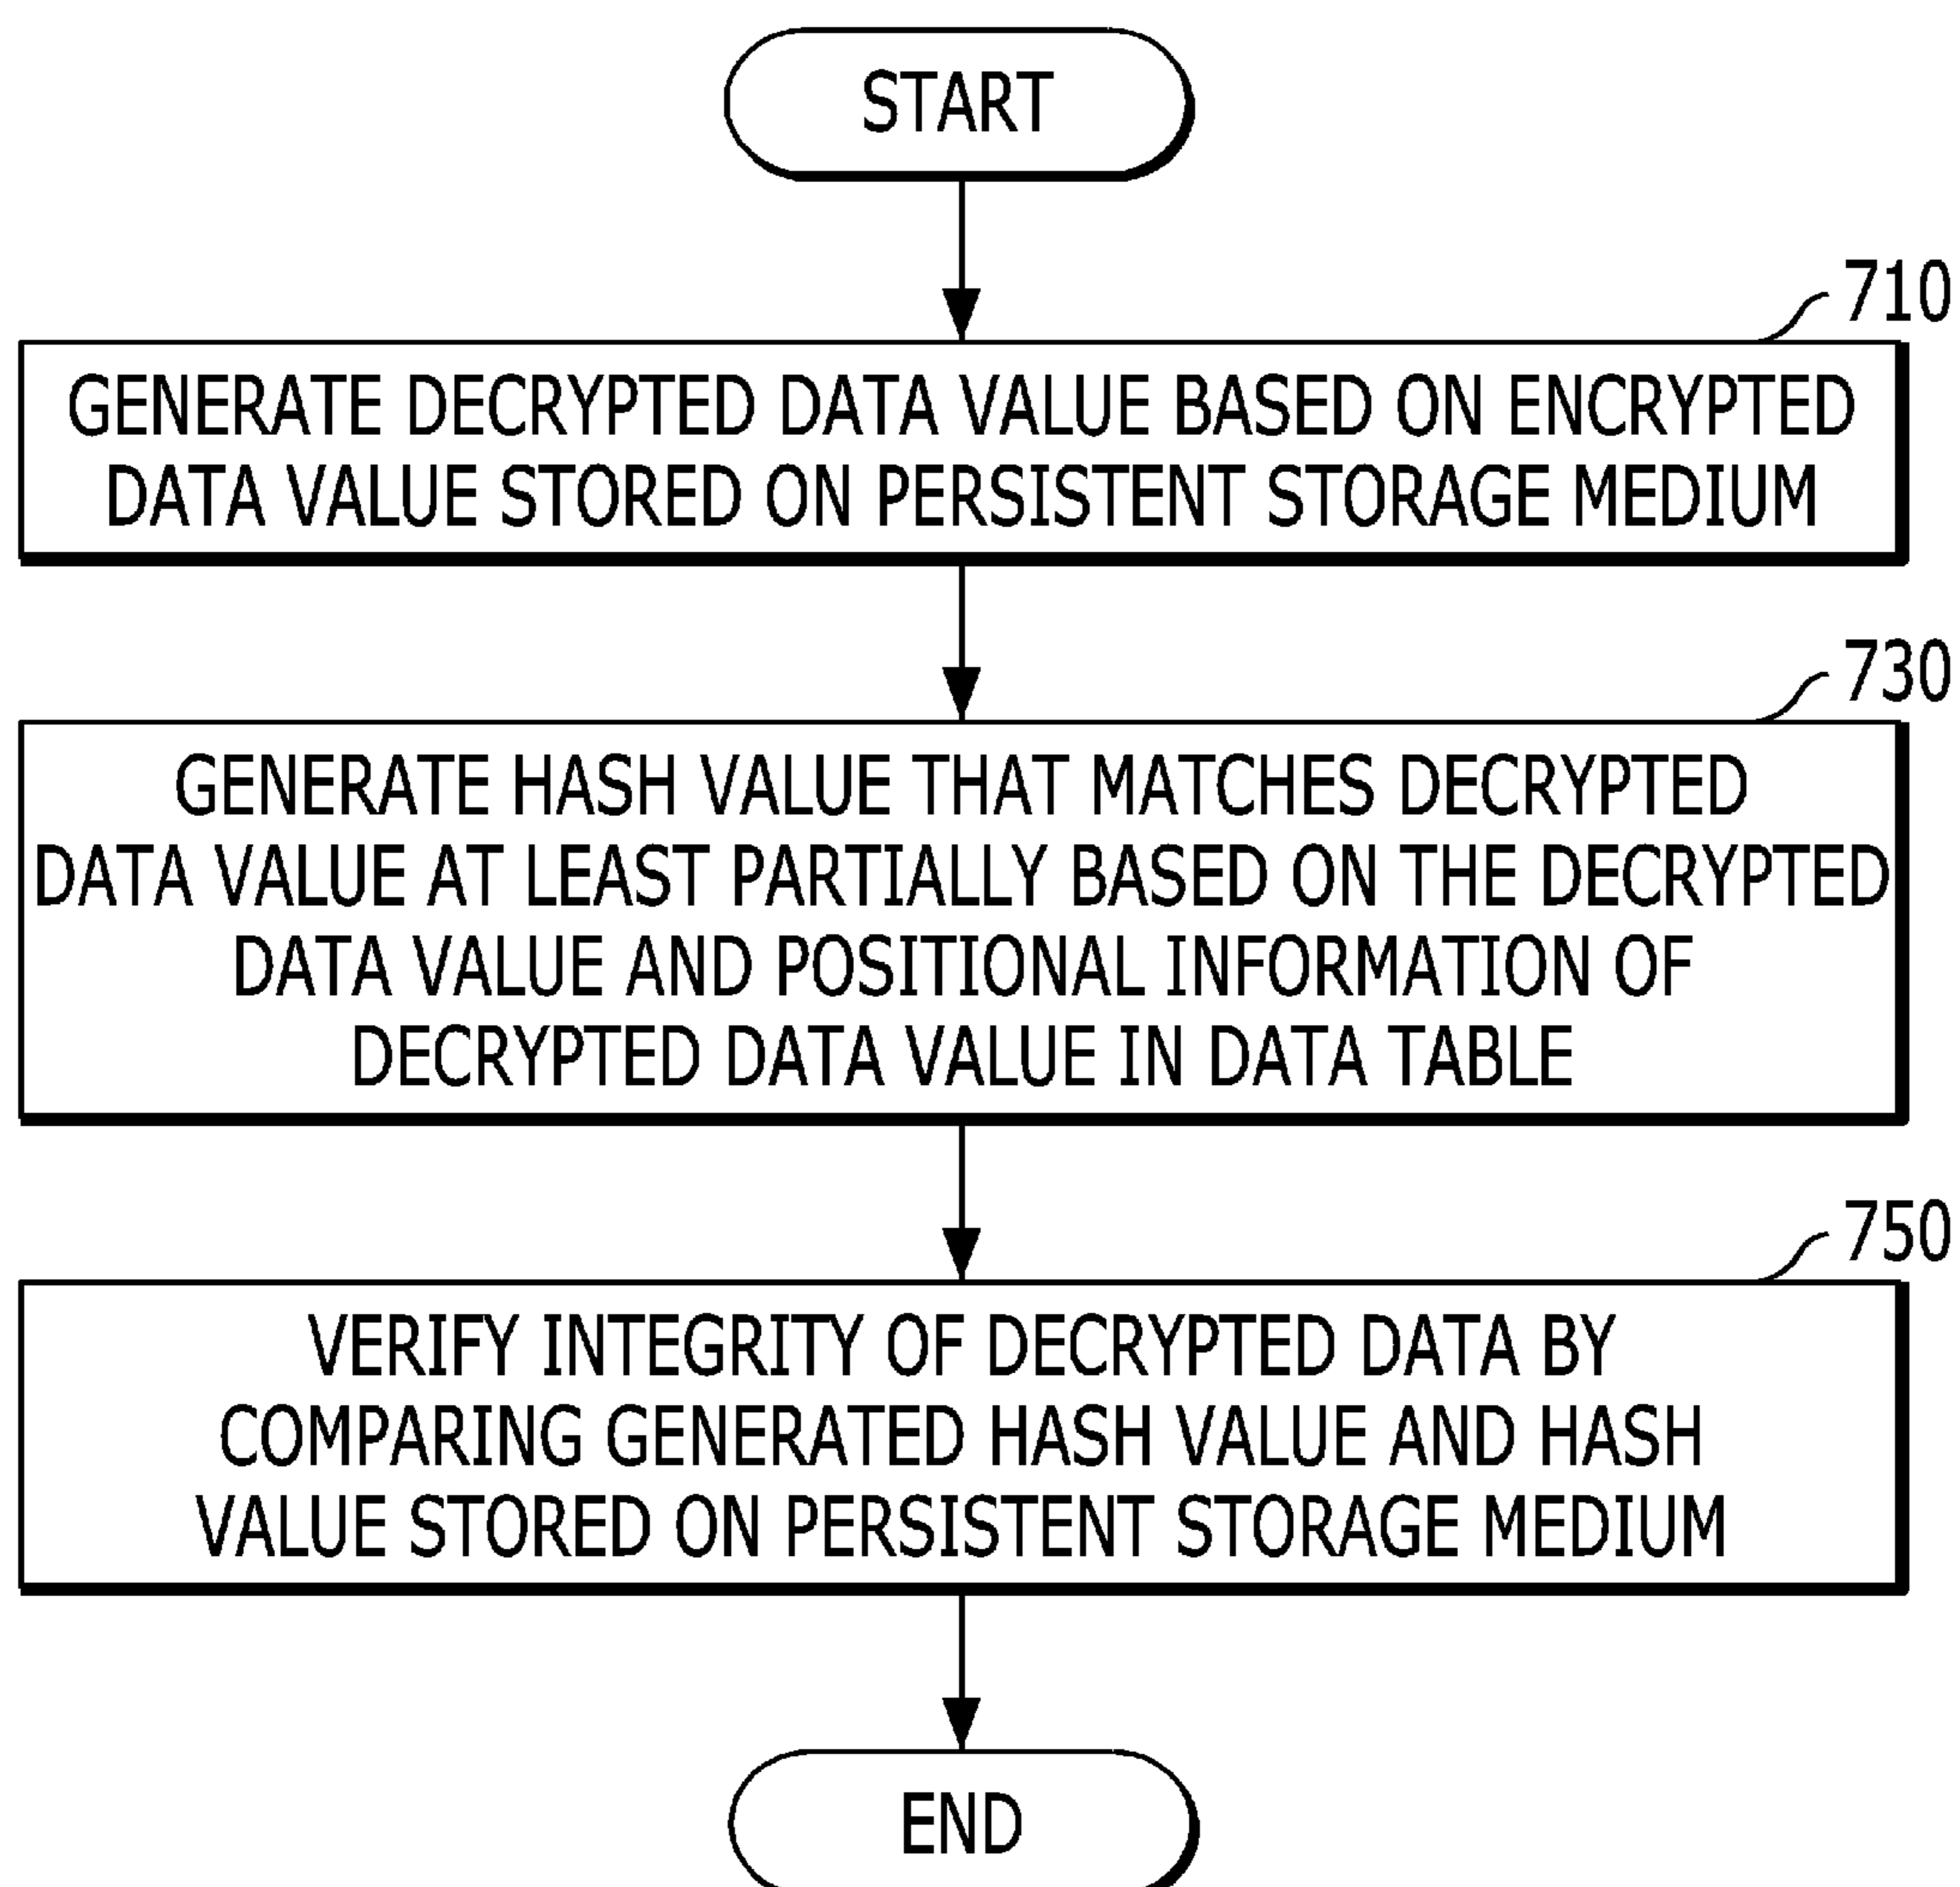 START
710
GENERATE DECRYPTED DATA VALUE BASED ON ENCRYPTED
DATA VALUE STORED ON PERSISTENT STORAGE MEDIUM
730
GENERATE HASH VALUE THAT MATCHES DECRYPTED
DATA VALUE AT LEAST PARTIALLY BASED ON THE DECRYPTED
DATA VALUE AND POSITIONAL INFORMATION OF
DECRYPTED DATA VALUE IN DATA TABLE
750
VERIFY INTEGRITY OF DECRYPTED DATA BY
COMPARING GENERATED HASH VALUE AND HASH
VALUE STORED ON PERSISTENT STORAGE MEDIUM
END